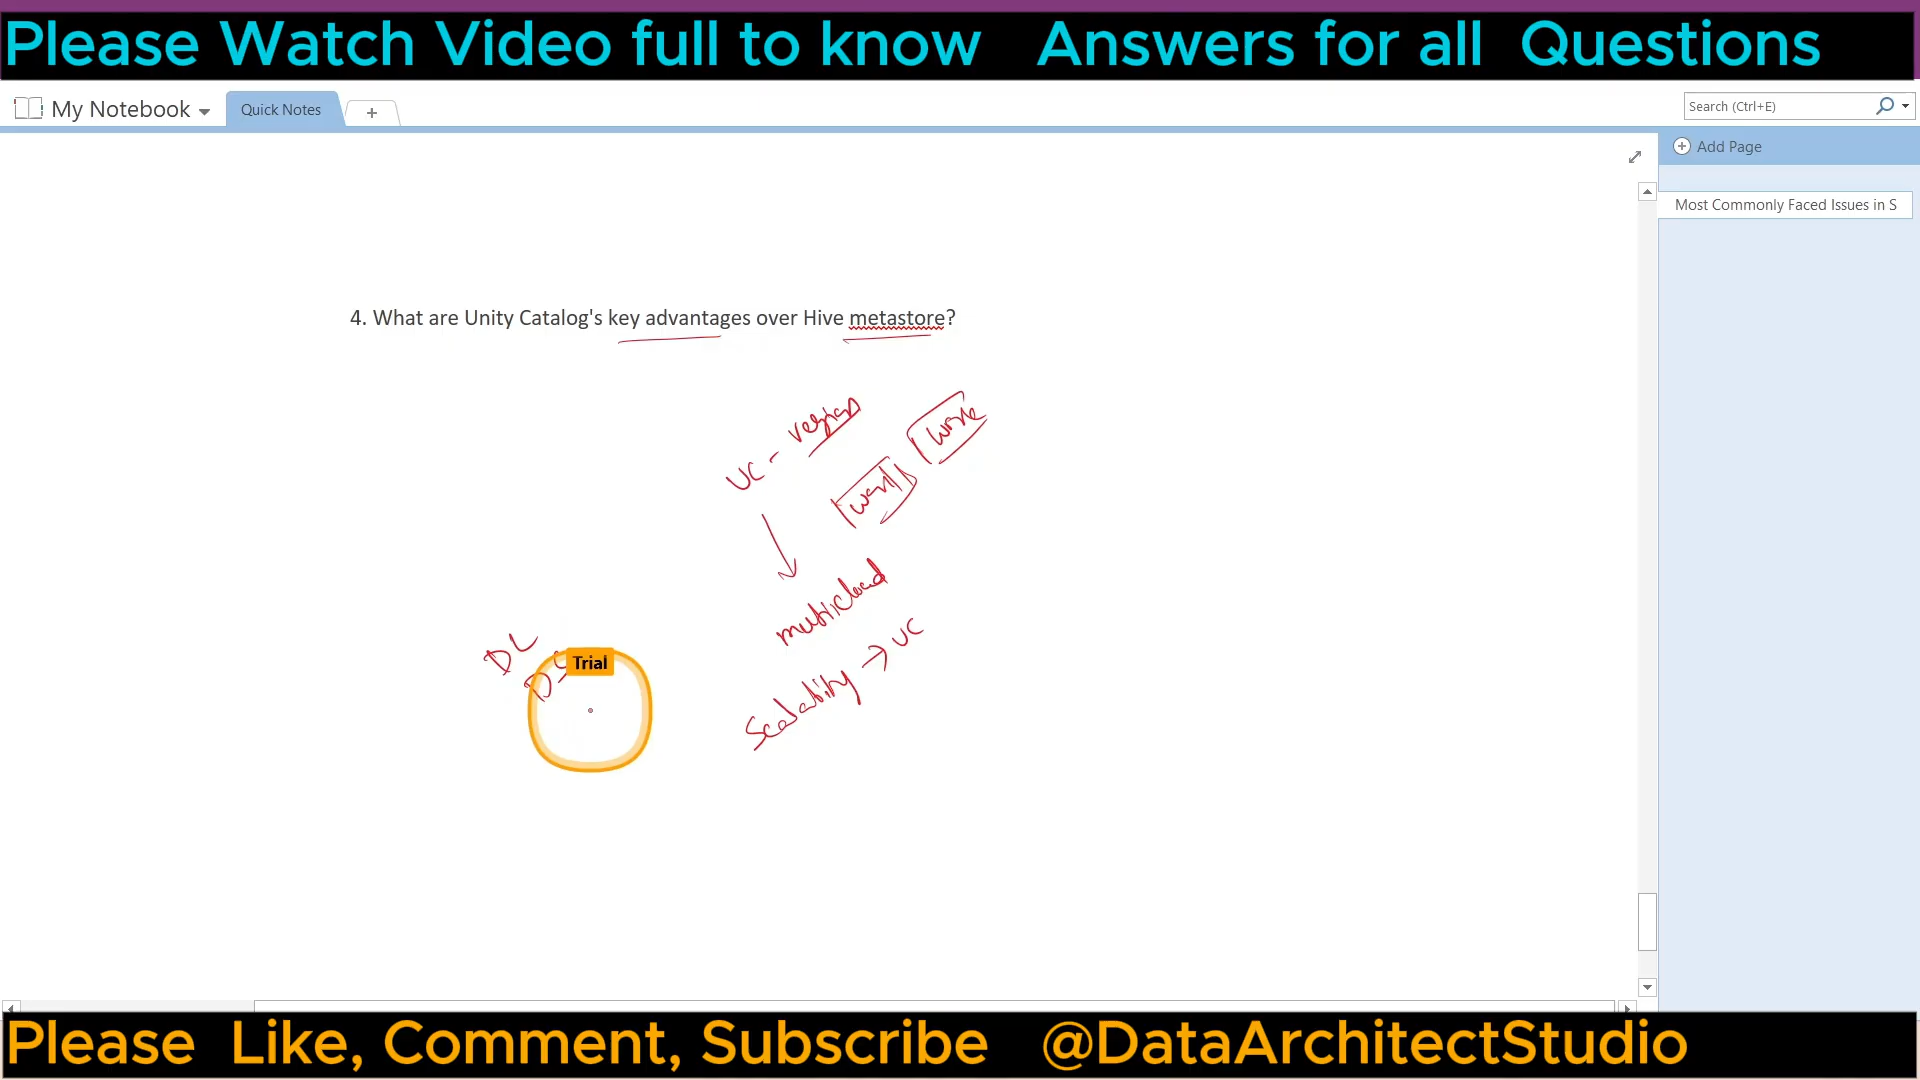 Please Watch Video full to know Answers for all Questions
My Notebook
Quick Notes
+
Search (Ctrl+E)
Add Page
Most Commonly Faced Issues in S
4. What are Unity Catalog's key advantages over Hive metastore?
UC -
multicloud
Scalability → UC
DL
Trial
Please Like, Comment, Subscribe @DataArchitectStudio